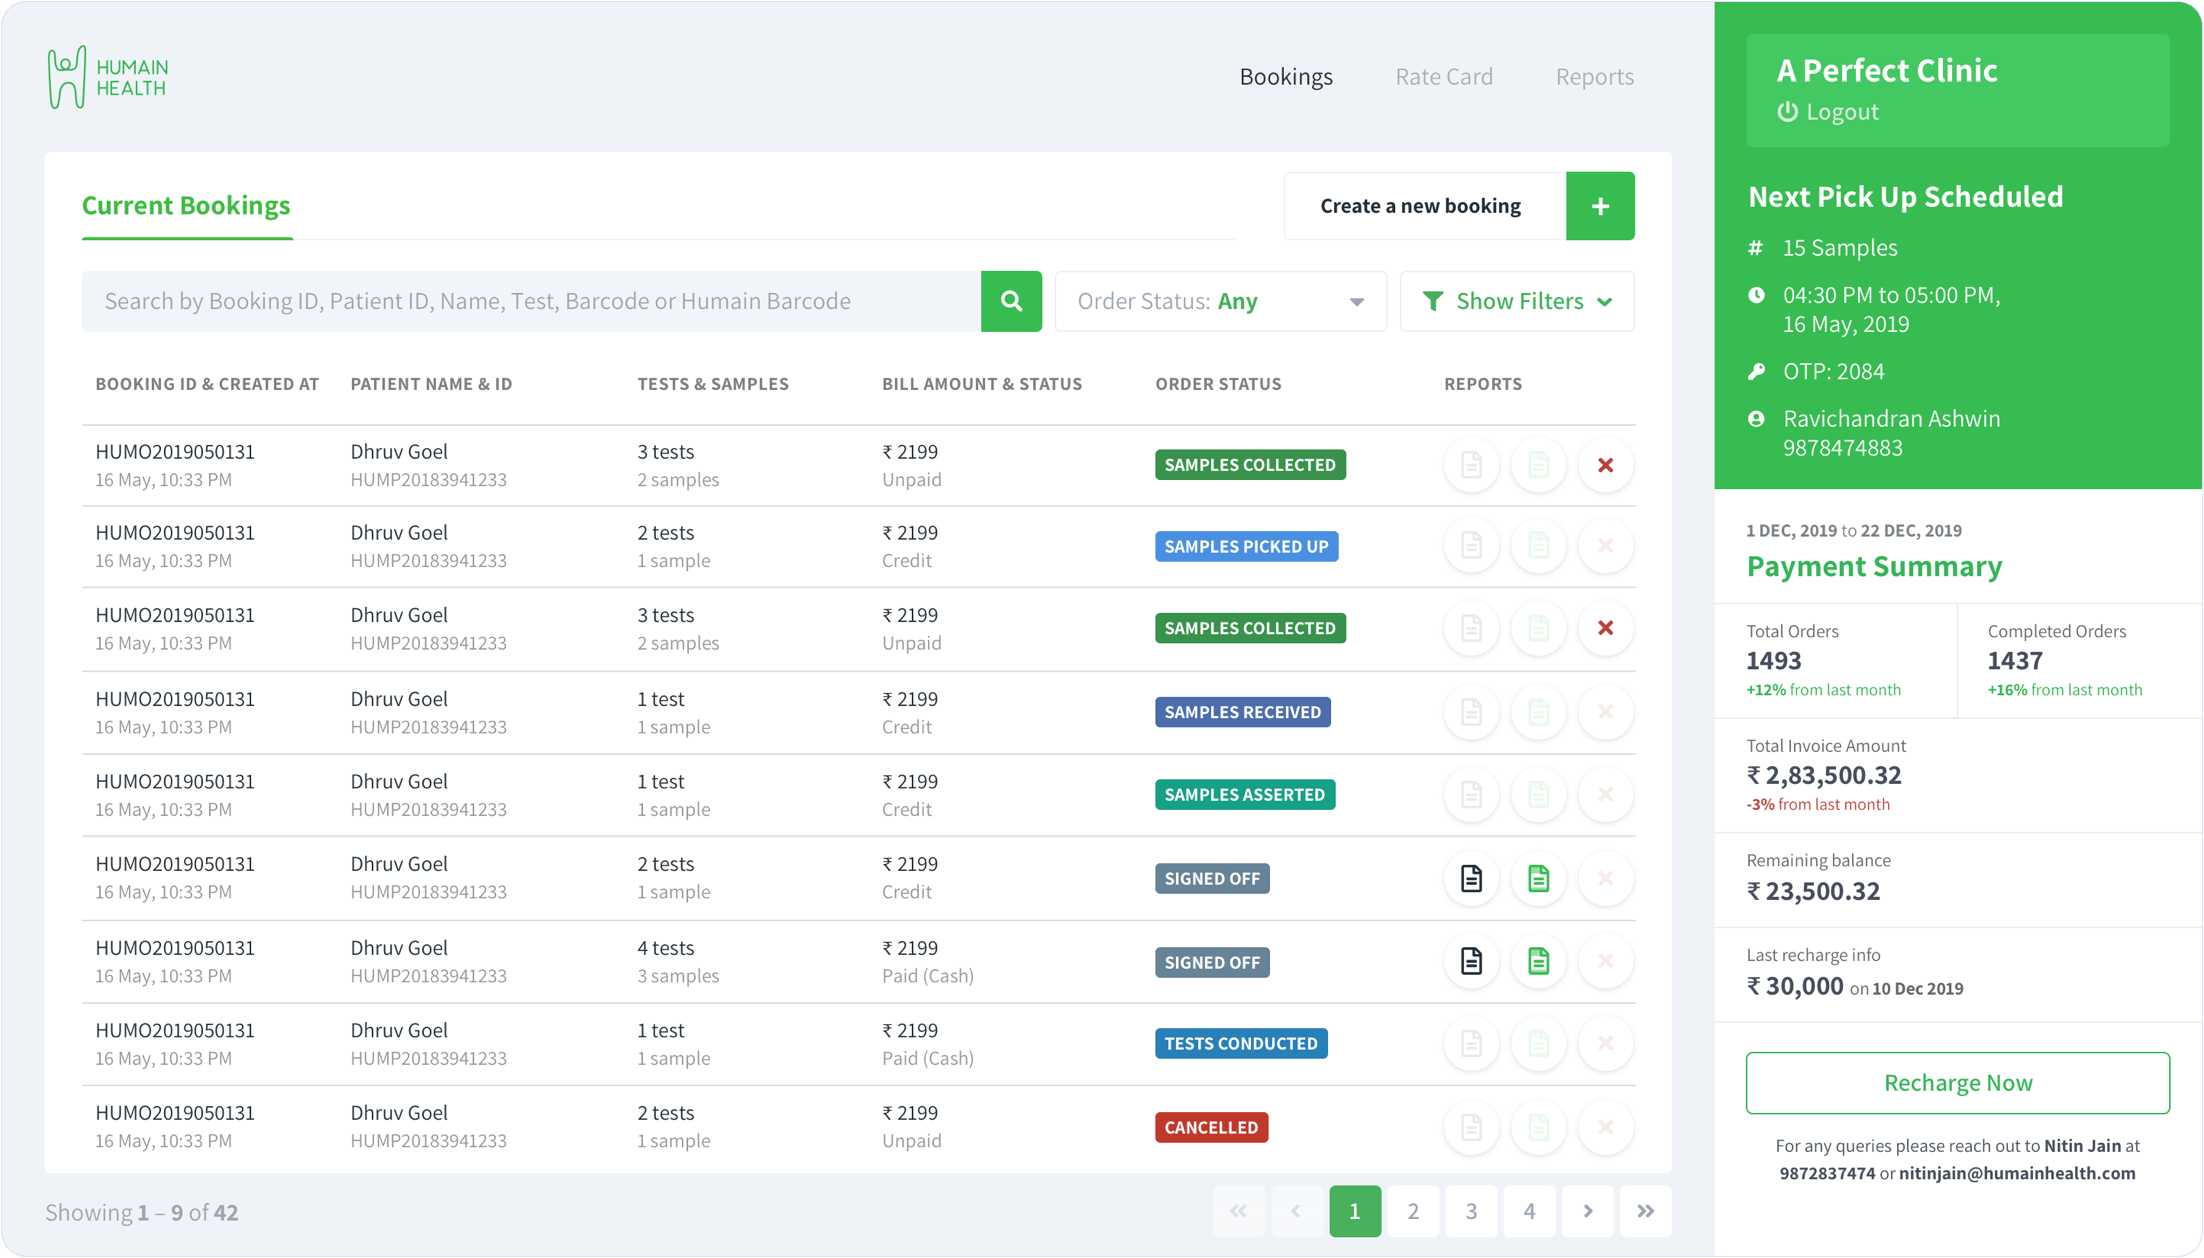 HUMAIN
HEALTH
Bookings
Rate Card
Reports
Current Bookings
Create a new booking
+
Search by Booking ID, Patient ID, Name, Test, Barcode or Humain Barcode
Order Status: Any
Show Filters
BOOKING ID & CREATED AT
PATIENT NAME & ID
TESTS & SAMPLES
BILL AMOUNT & STATUS
ORDER STATUS
REPORTS
HUMO2019050131
16 May, 10:33 PM
Dhruv Goel
HUMP20183941233
3 tests
2 samples
₹ 2199
Unpaid
SAMPLES COLLECTED
HUMO2019050131
16 May, 10:33 PM
Dhruv Goel
HUMP20183941233
2 tests
1 sample
₹ 2199
Credit
SAMPLES PICKED UP
HUMO2019050131
16 May, 10:33 PM
Dhruv Goel
HUMP20183941233
3 tests
2 samples
₹ 2199
Unpaid
SAMPLES COLLECTED
HUMO2019050131
16 May, 10:33 PM
Dhruv Goel
HUMP20183941233
1 test
1 sample
₹ 2199
Credit
SAMPLES RECEIVED
HUMO2019050131
16 May, 10:33 PM
Dhruv Goel
HUMP20183941233
1 test
1 sample
₹ 2199
Credit
SAMPLES ASSERTED
HUMO2019050131
16 May, 10:33 PM
Dhruv Goel
HUMP20183941233
2 tests
1 sample
₹ 2199
Credit
SIGNED OFF
HUMO2019050131
16 May, 10:33 PM
Dhruv Goel
HUMP20183941233
4 tests
3 samples
₹ 2199
Paid (Cash)
SIGNED OFF
HUMO2019050131
16 May, 10:33 PM
Dhruv Goel
HUMP20183941233
1 test
1 sample
₹ 2199
Paid (Cash)
TESTS CONDUCTED
HUMO2019050131
16 May, 10:33 PM
Dhruv Goel
HUMP20183941233
2 tests
1 sample
₹ 2199
Unpaid
CANCELLED
Showing 1 – 9 of 42
« ‹ 1 2 3 4 › »
A Perfect Clinic
Logout
Next Pick Up Scheduled
# 15 Samples
04:30 PM to 05:00 PM,
16 May, 2019
OTP: 2084
Ravichandran Ashwin
9878474883
1 DEC, 2019 to 22 DEC, 2019
Payment Summary
Total Orders
1493
+12% from last month
Completed Orders
1437
+16% from last month
Total Invoice Amount
₹ 2,83,500.32
-3% from last month
Remaining balance
₹ 23,500.32
Last recharge info
₹ 30,000 on 10 Dec 2019
Recharge Now
For any queries please reach out to Nitin Jain at
9872837474 or nitinjain@humainhealth.com